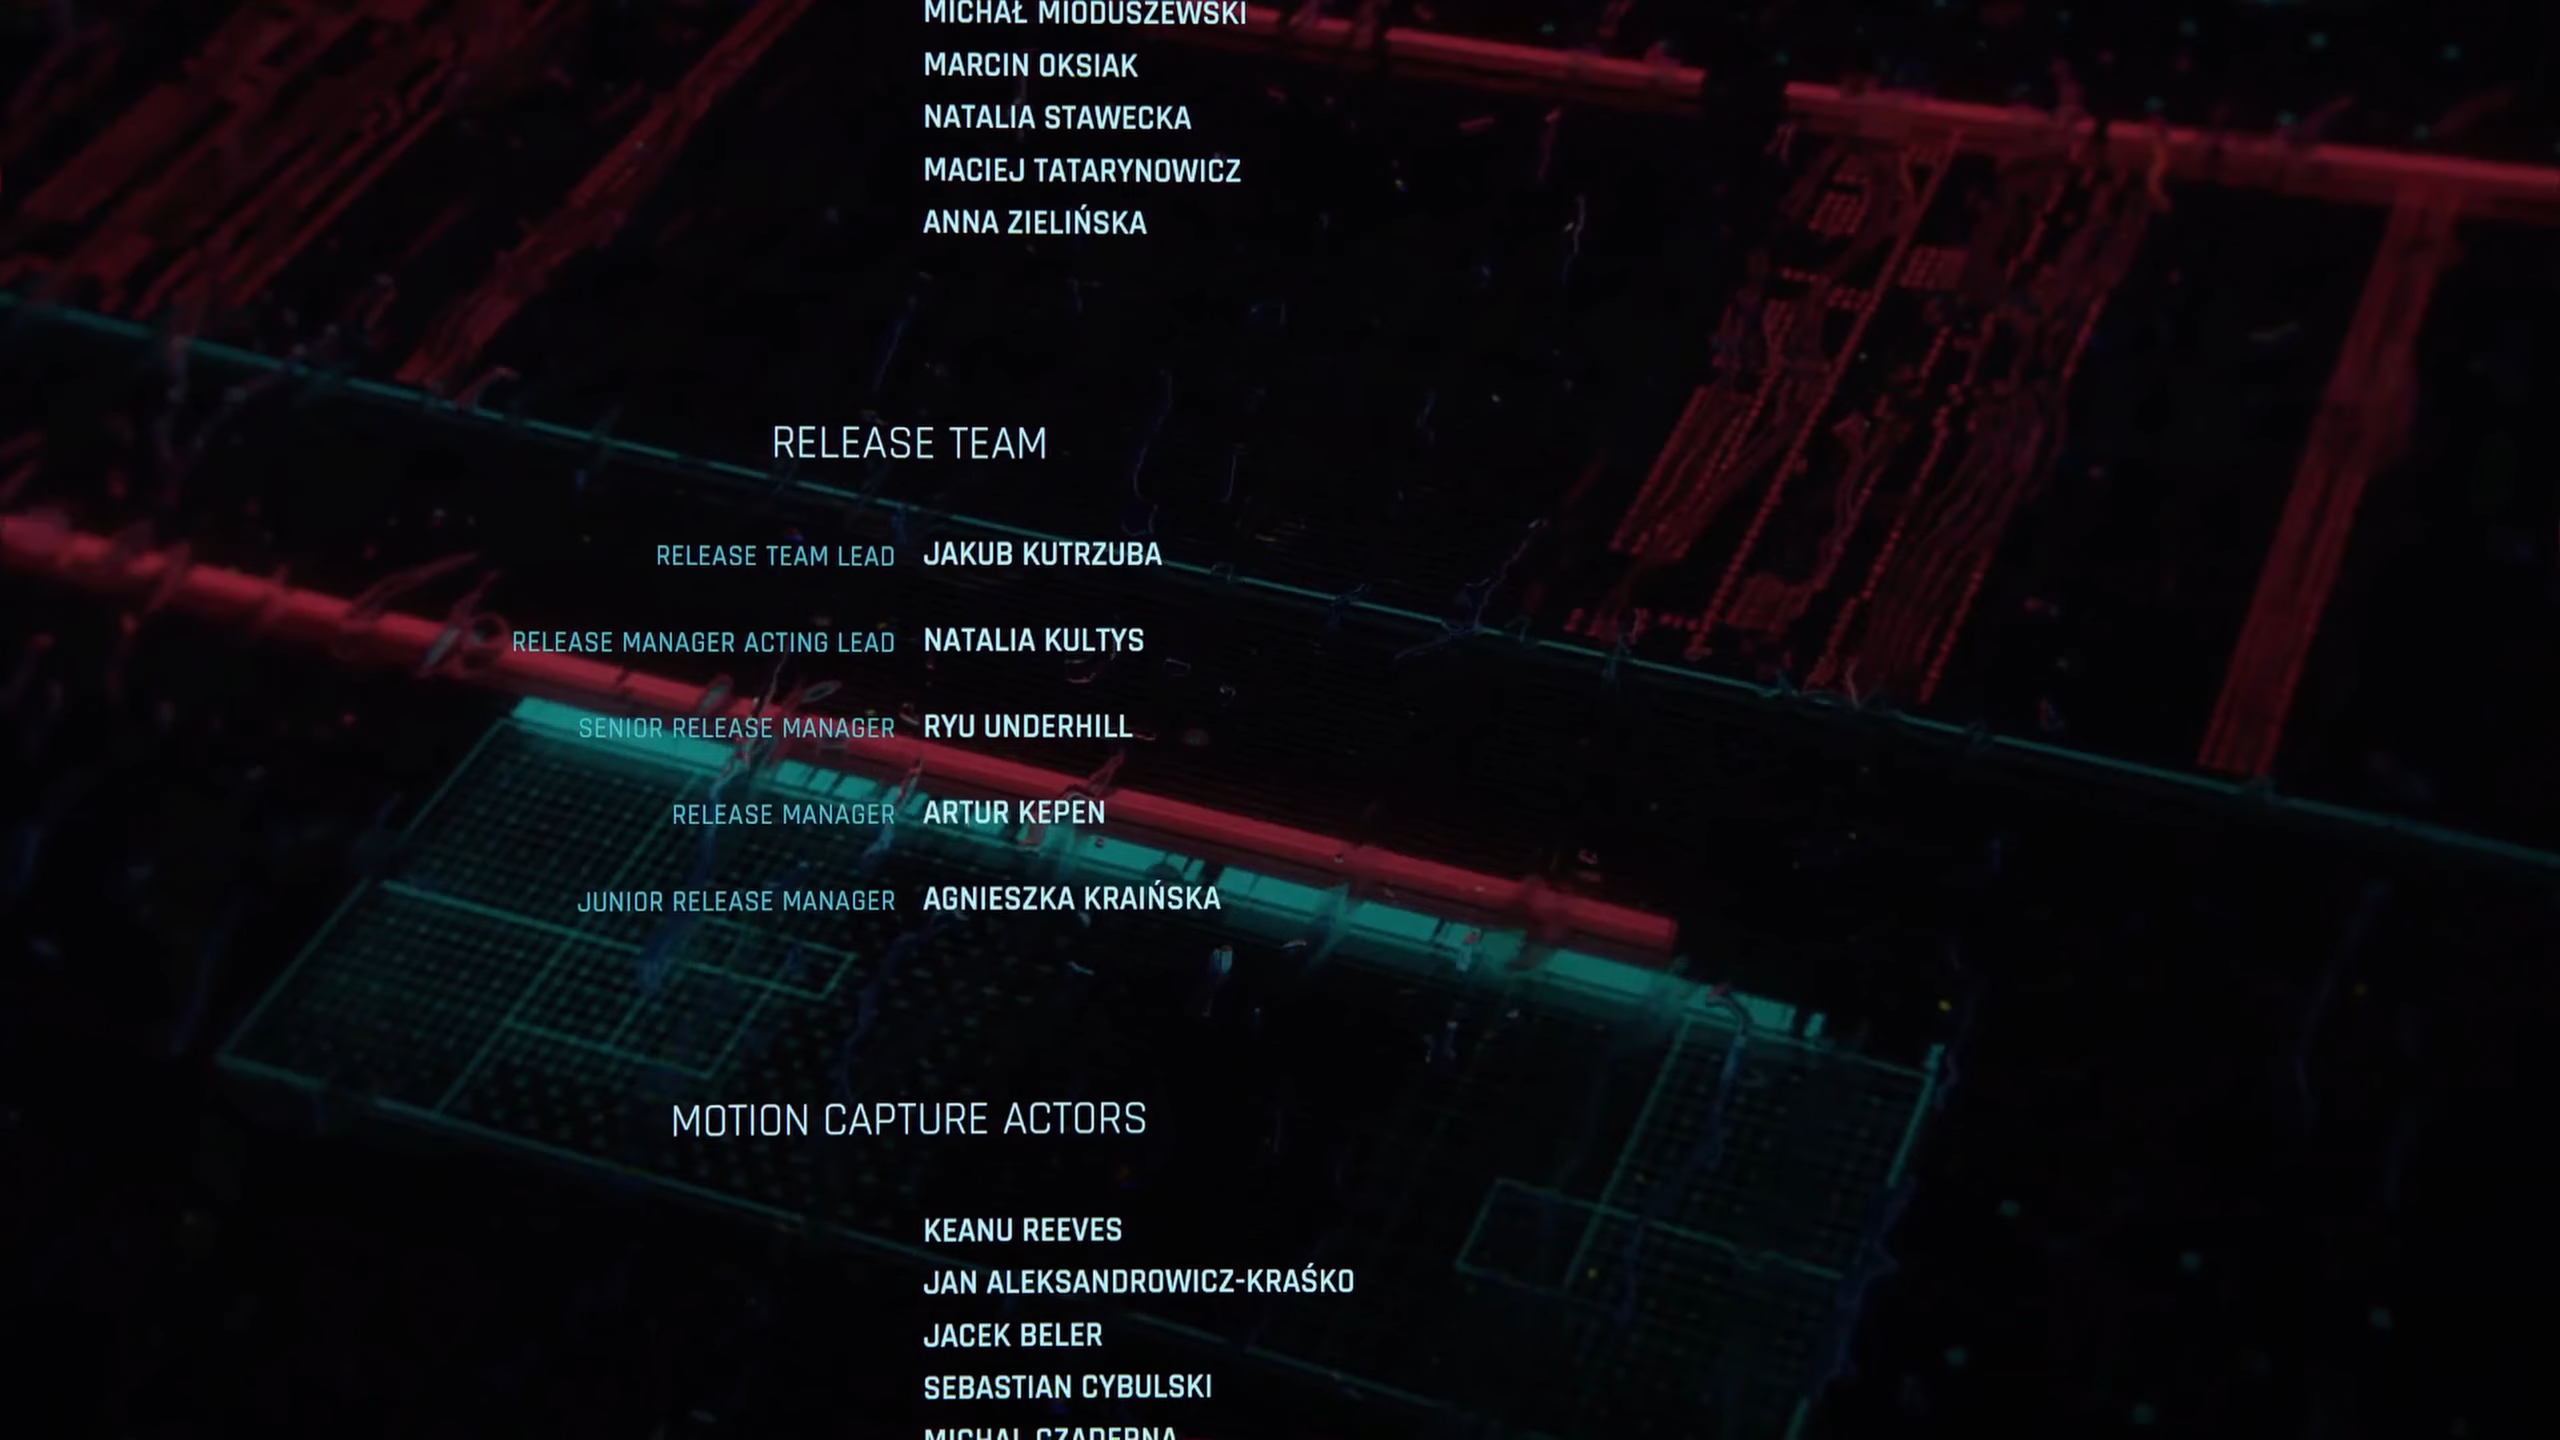 MICHAŁ MIODUSZEWSKI
MARCIN OKSIAK
NATALIA STAWECKA
MACIEJ TATARYNOWICZ
ANNA ZIELIŃSKA
RELEASE TEAM
RELEASE TEAM LEAD JAKUB KUTRZUBA
RELEASE MANAGER ACTING LEAD NATALIA KULTYS
SENIOR RELEASE MANAGER RYU UNDERHILL
RELEASE MANAGER ARTUR KEPEN
JUNIOR RELEASE MANAGER AGNIESZKA KRAIŃSKA
MOTION CAPTURE ACTORS
KEANU REEVES
JAN ALEKSANDROWICZ-KRAŚKO
JACEK BELER
SEBASTIAN CYBULSKI
MICHAL CZADERNA